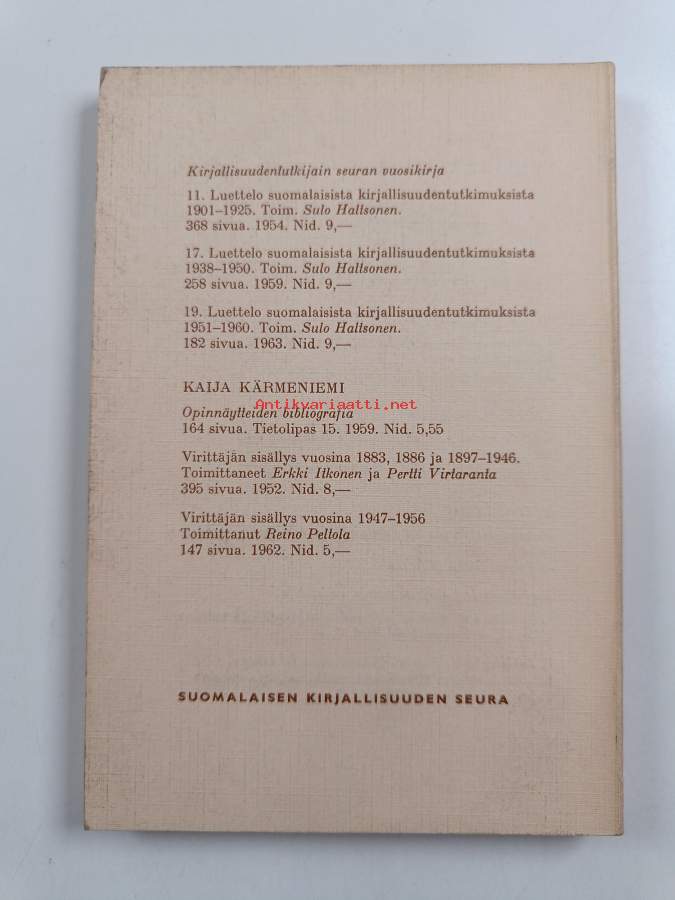 Kirjallisuudentutkijain seuran vuosikirja
11. Luettelo suomalaisista kirjallisuudentutkimuksista
1901–1925. Toim. Sulo Haltsonen.
368 sivua. 1954. Nid. 9,—
17. Luettelo suomalaisista kirjallisuudentutkimuksista
1938–1950. Toim. Sulo Haltsonen.
258 sivua. 1959. Nid. 9,—
19. Luettelo suomalaisista kirjallisuudentutkimuksista
1951–1960. Toim. Sulo Haltsonen.
182 sivua. 1963. Nid. 9,—
KAIJA KÄRMENIEMI
Antikvariaatti.net
Opinnäytteiden bibliografia
164 sivua. Tietolipas 15. 1959. Nid. 5,55
Virittäjän sisällys vuosina 1883, 1886 ja 1897–1946.
Toimittaneet Erkki Itkonen ja Pertti Virtaranta
395 sivua. 1952. Nid. 8,—
Virittäjän sisällys vuosina 1947–1956
Toimittanut Reino Peltola
147 sivua. 1962. Nid. 5,—
SUOMALAISEN KIRJALLISUUDEN SEURA